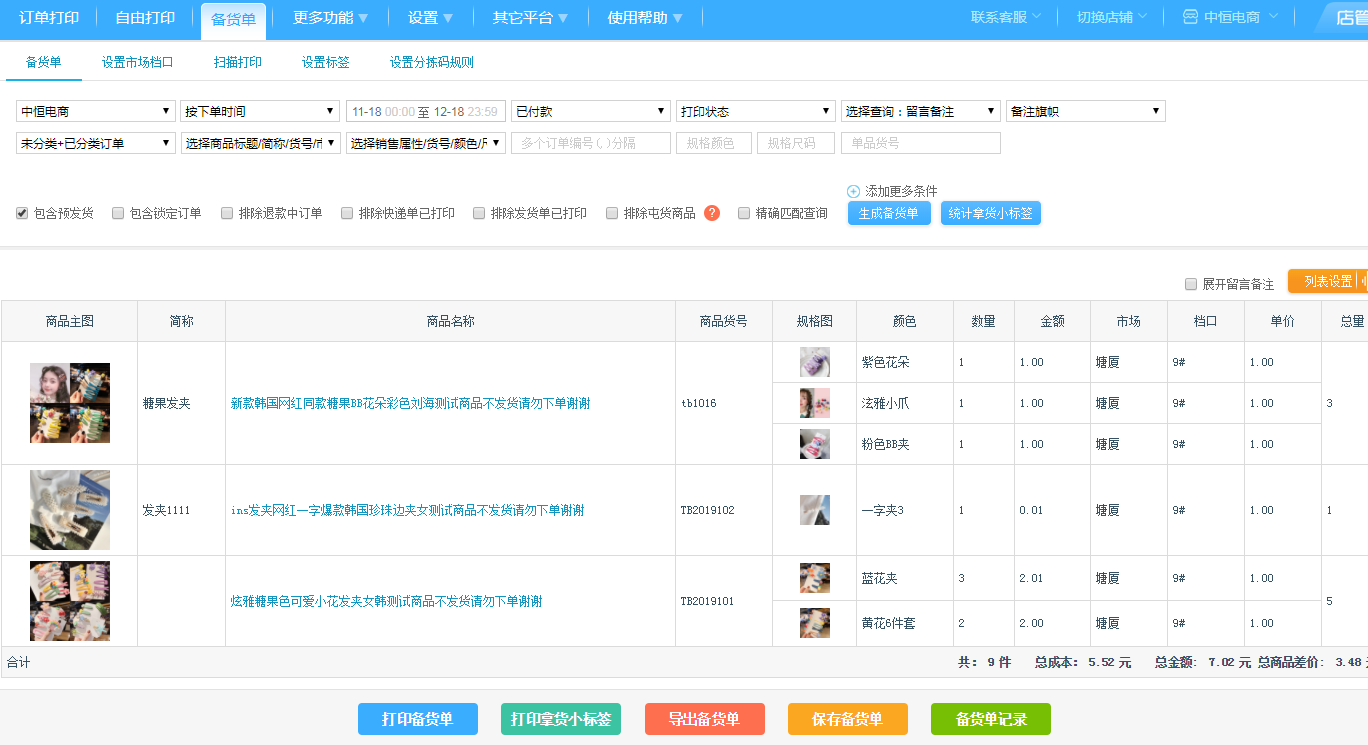 订单打印 自由打印 备货单 更多功能 设置 其它平台 使用帮助 联系客服 切换店铺 中恒电商 店管
备货单 设置市场档口 扫描打印 设置标签 设置分拣码规则
中恒电商 按下单时间 11-18 00:00 至 12-18 23:59 已付款 打印状态 选择查询：留言备注 备注旗帜
未分类+已分类订单 选择商品标题/简称/货号/市 选择销售属性/货号/颜色/尺 多个订单编号(,)分隔 规格颜色 规格尺码 单品货号
添加更多条件
包含预发货 包含锁定订单 排除退款中订单 排除快递单已打印 排除发货单已打印 排除屯货商品 ? 精确匹配查询 生成备货单 统计拿货小标签
展开留言备注 列表设置
商品主图 简称 商品名称 商品货号 规格图 颜色 数量 金额 市场 档口 单价 总量
紫色花朵 1 1.00 塘厦 9# 1.00
糖果发夹 新款韩国网红同款糖果BB花朵彩色刘海测试商品不发货请勿下单谢谢 tb1016 泫雅小爪 1 1.00 塘厦 9# 1.00 3
粉色BB夹 1 1.00 塘厦 9# 1.00
发夹1111 ins发夹网红一字爆款韩国珍珠边夹女测试商品不发货请勿下单谢谢 TB2019102 一字夹3 1 0.01 塘厦 9# 1.00 1
蓝花夹 3 2.01 塘厦 9# 1.00
炫雅糖果色可爱小花发夹女韩测试商品不发货请勿下单谢谢 TB2019101 5
黄花6件套 2 2.00 塘厦 9# 1.00
合计 共： 9 件 总成本： 5.52 元 总金额: 7.02 元 总商品差价: 3.48
打印备货单 打印拿货小标签 导出备货单 保存备货单 备货单记录